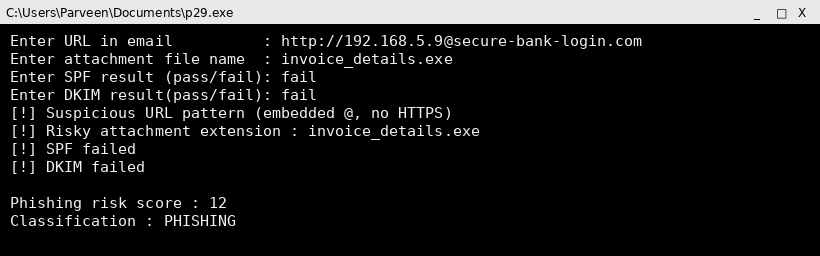 C:\Users\Parveen\Documents\p29.exe _ □ X
Enter URL in email          : http://192.168.5.9@secure-bank-login.com
Enter attachment file name  : invoice_details.exe
Enter SPF result (pass/fail): fail
Enter DKIM result(pass/fail): fail
[!] Suspicious URL pattern (embedded @, no HTTPS)
[!] Risky attachment extension : invoice_details.exe
[!] SPF failed
[!] DKIM failed

Phishing risk score : 12
Classification : PHISHING